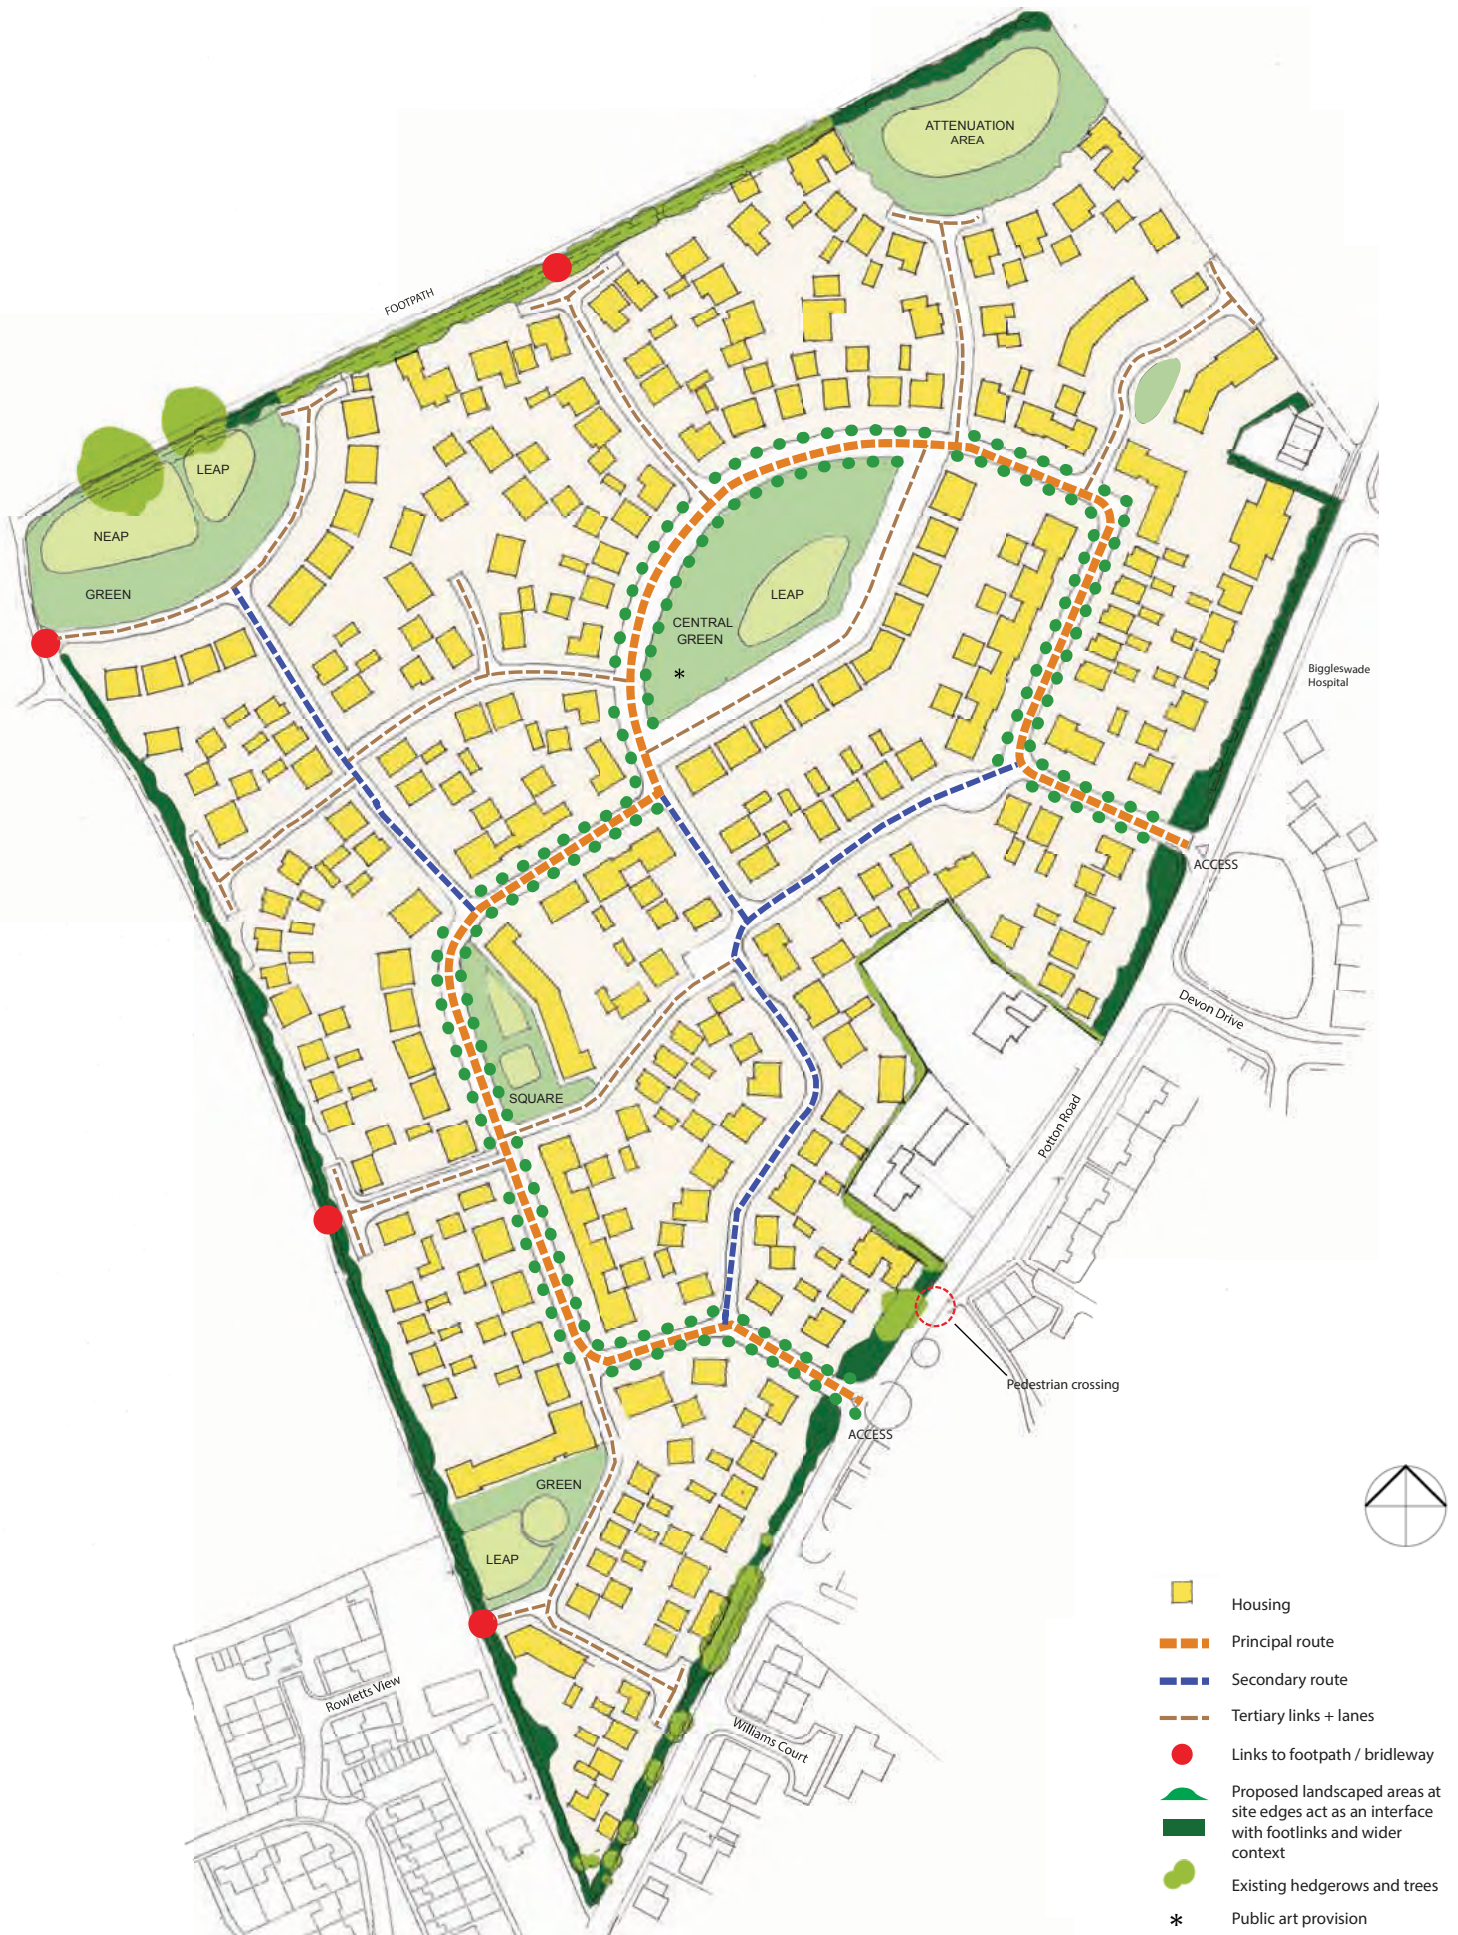 ATTENUATION
AREA
FOOTPATH
LEAP
NEAP
GREEN
LEAP
CENTRAL
GREEN
*
Biggleswade
Hospital
ACCESS
Devon Drive
SQUARE
Potton Road
Pedestrian crossing
ACCESS
GREEN
LEAP
Rowletts View
Williams Court
Housing
Principal route
Secondary route
Tertiary links + lanes
Links to footpath / bridleway
Proposed landscaped areas at
site edges act as an interface
with footlinks and wider
context
Existing hedgerows and trees
* Public art provision